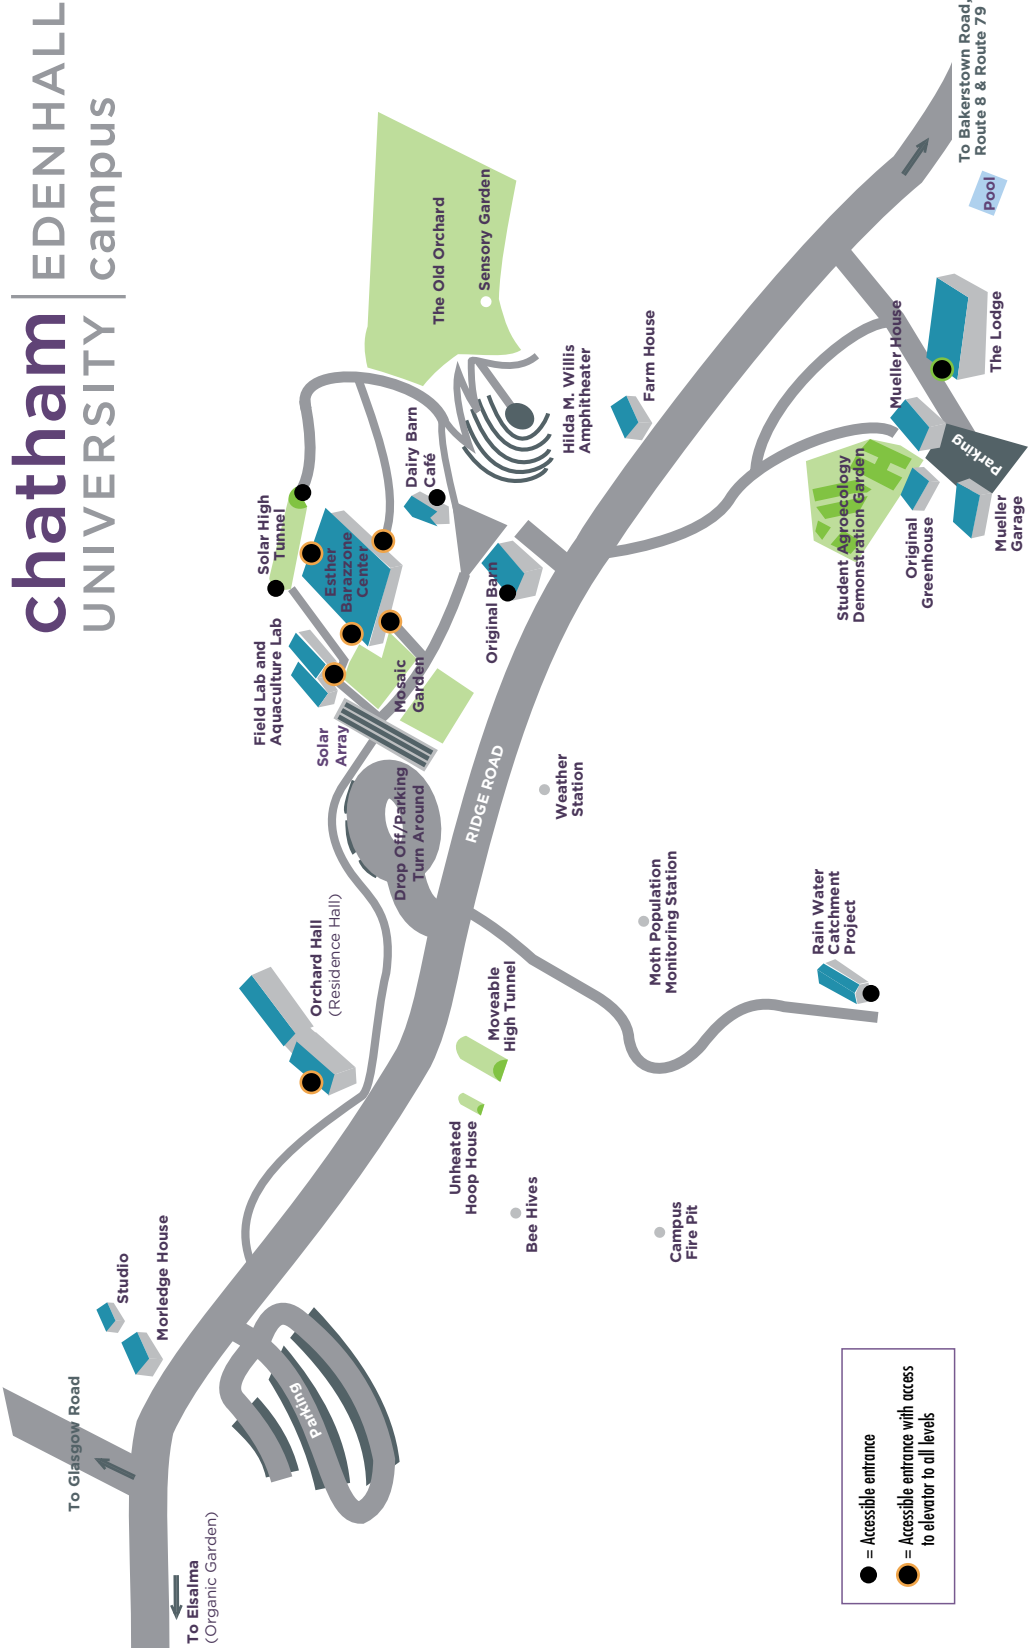 chatham
UNIVERSITY
EDEN HALL
campus
To Glasgow Road
To Elsalma
(Organic Garden)
Studio
Morledge House
Parking
Orchard Hall
(Residence Hall)
Field Lab and
Aquaculture Lab
Solar High
Tunnel
Esther
Barazzone
Center
Solar
Array
Mosaic
Garden
Drop Off/Parking
Turn Around
Dairy Barn
Café
Original Barn
The Old Orchard
Sensory Garden
Hilda M. Willis
Amphitheater
Farm House
RIDGE ROAD
Unheated
Hoop House
Moveable
High Tunnel
Bee Hives
Campus
Fire Pit
Weather
Station
Moth Population
Monitoring Station
Rain Water
Catchment
Project
Student Agroecology
Demonstration Garden
Mueller House
Original
Greenhouse
Parking
Mueller
Garage
The Lodge
Pool
To Bakerstown Road,
Route 8 & Route 79
= Accessible entrance
= Accessible entrance with access
to elevator to all levels